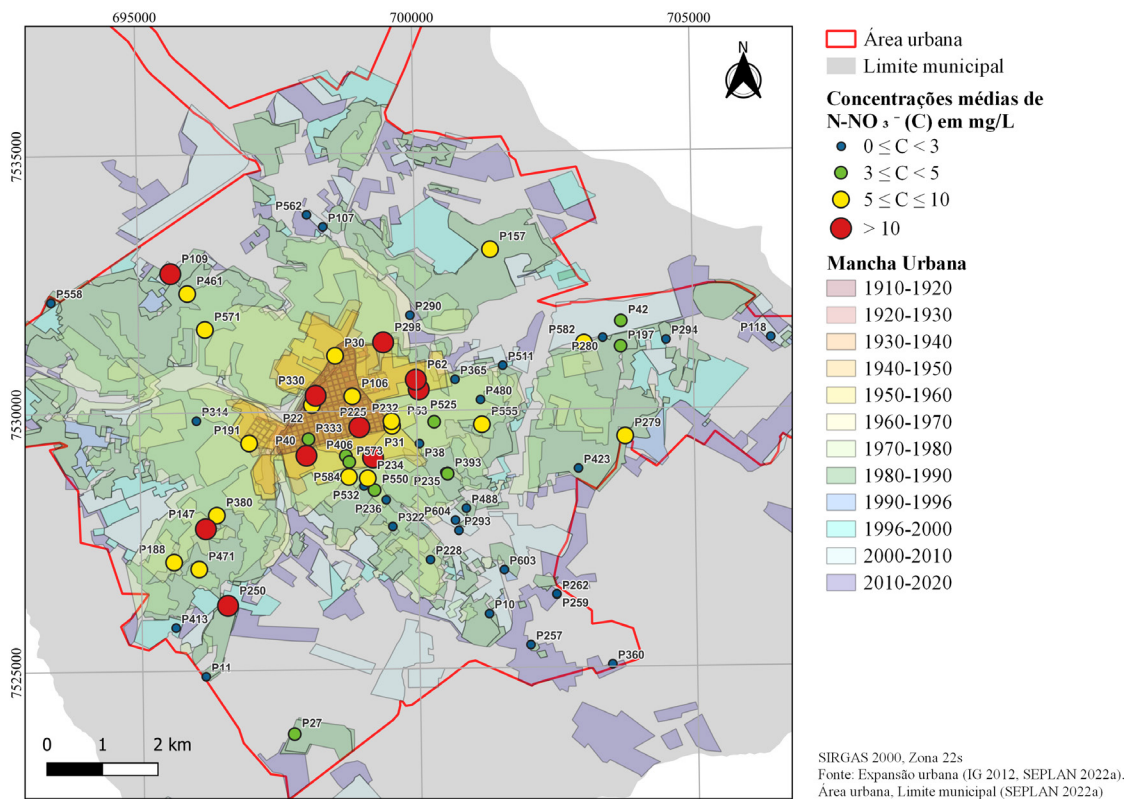 695000
700000
705000
7535000
7530000
7525000
N
P562
P107
P157
P109
P461
P558
P571
P290
P298
P42
P582
P197
P294
P118
P280
P30
P511
P62
P365
P330
P106
P480
P22
P225
P232
P53
P525
P555
P314
P333
P191
P40
P31
P279
P406
P38
P573
P234
P393
P423
P584
P550
P235
P532
P236
P488
P604
P380
P147
P322
P293
P188
P471
P228
P603
P250
P262
P259
P10
P413
P257
P360
P11
P27
0 1 2 km
Área urbana
Limite municipal
Concentrações médias de
N-NO ₃ ⁻ (C) em mg/L
0 ≤ C < 3
3 ≤ C < 5
5 ≤ C ≤ 10
> 10
Mancha Urbana
1910-1920
1920-1930
1930-1940
1940-1950
1950-1960
1960-1970
1970-1980
1980-1990
1990-1996
1996-2000
2000-2010
2010-2020
SIRGAS 2000, Zona 22s
Fonte: Expansão urbana (IG 2012, SEPLAN 2022a).
Área urbana, Limite municipal (SEPLAN 2022a)